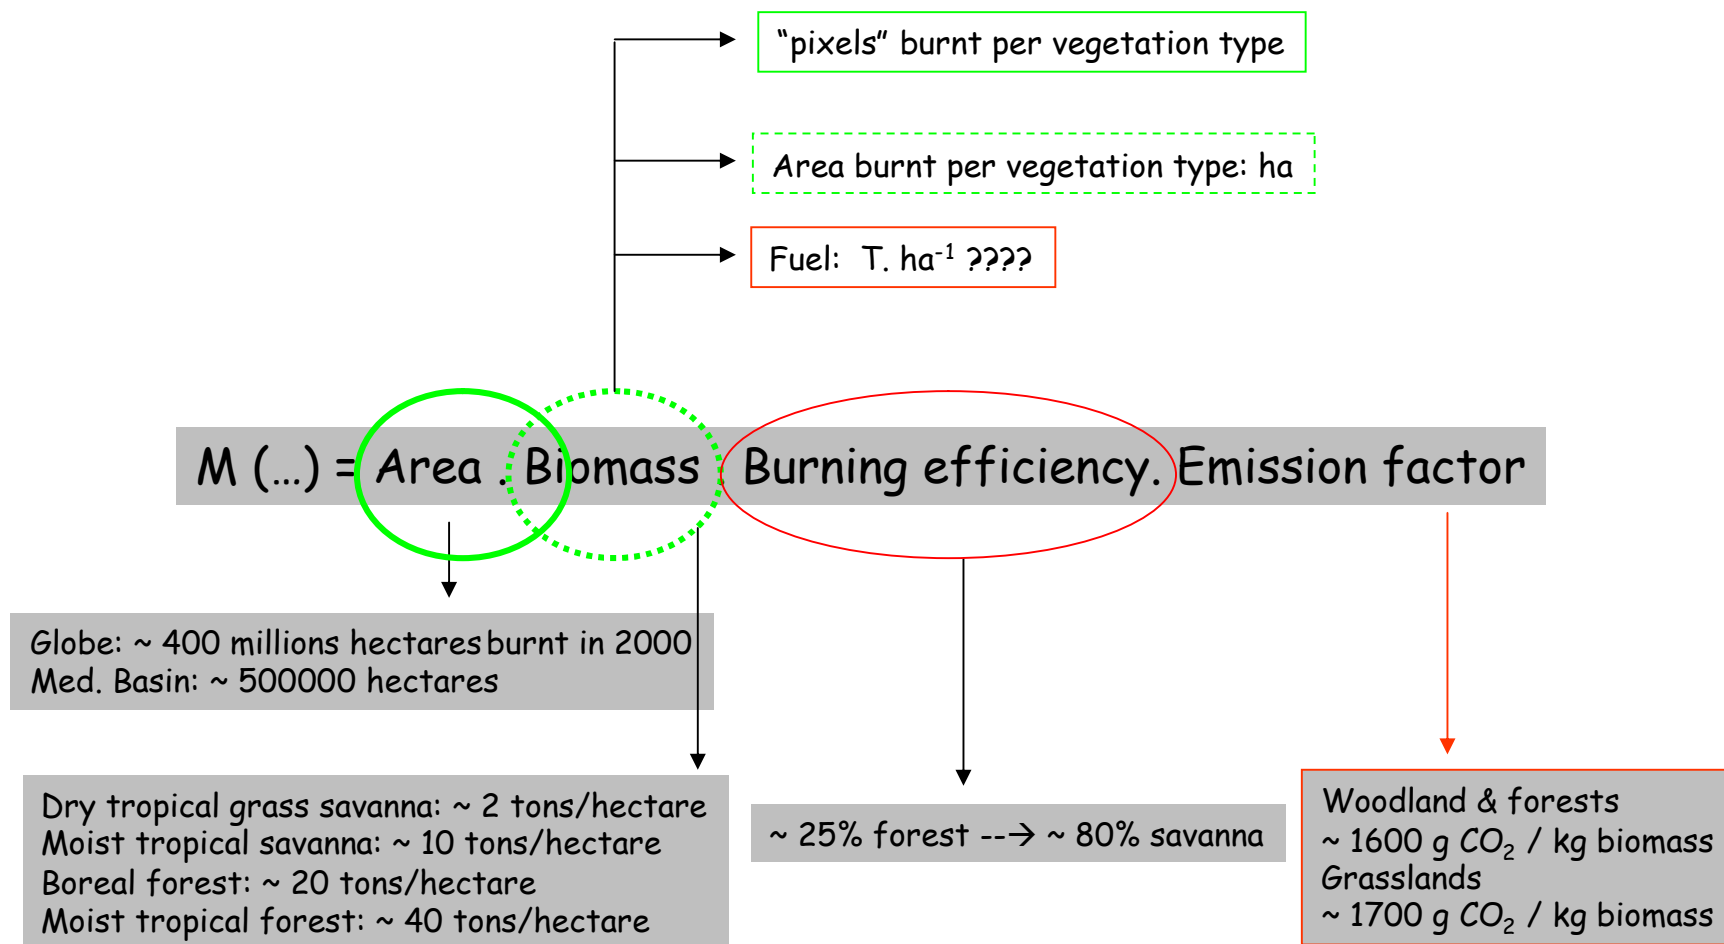 “pixels” burnt per vegetation type
Area burnt per vegetation type: ha
Fuel: T. ha⁻¹ ????
M (...) = Area . Biomass . Burning efficiency. Emission factor
Globe: ~ 400 millions hectares burnt in 2000
Med. Basin: ~ 500000 hectares
Dry tropical grass savanna: ~ 2 tons/hectare
Moist tropical savanna: ~ 10 tons/hectare
Boreal forest: ~ 20 tons/hectare
Moist tropical forest: ~ 40 tons/hectare
~ 25% forest --→ ~ 80% savanna
Woodland & forests
~ 1600 g CO₂ / kg biomass
Grasslands
~ 1700 g CO₂ / kg biomass